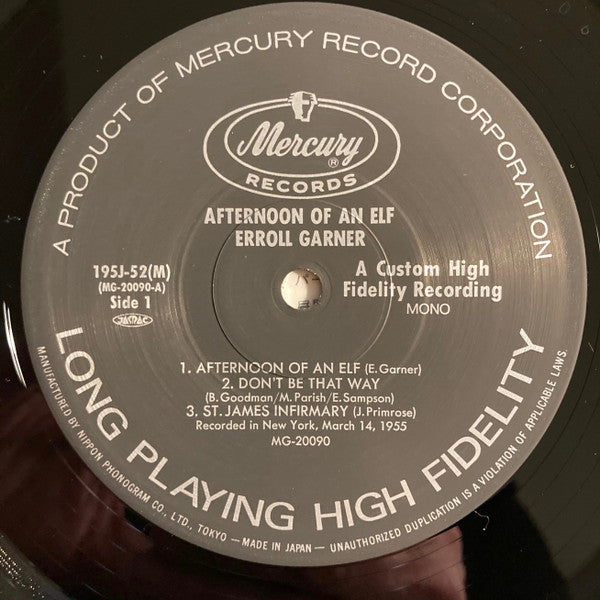 A PRODUCT OF MERCURY RECORD CORPORATION
Mercury
®
RECORDS
AFTERNOON OF AN ELF
ERROLL GARNER
195J-52(M)
(MG-20090-A)
Side 1
JASRAC
A Custom High
Fidelity Recording
MONO
1. AFTERNOON OF AN ELF (E. Garner)
2. DON'T BE THAT WAY
(B. Goodman/M. Parish/E. Sampson)
3. ST. JAMES INFIRMARY (J. Primrose)
Recorded in New York, March 14, 1955
MG-20090
LONG PLAYING HIGH FIDELITY
MANUFACTURED BY NIPPON PHONOGRAM CO., LTD., TOKYO — MADE IN JAPAN — UNAUTHORIZED DUPLICATION IS A VIOLATION OF APPLICABLE LAWS.